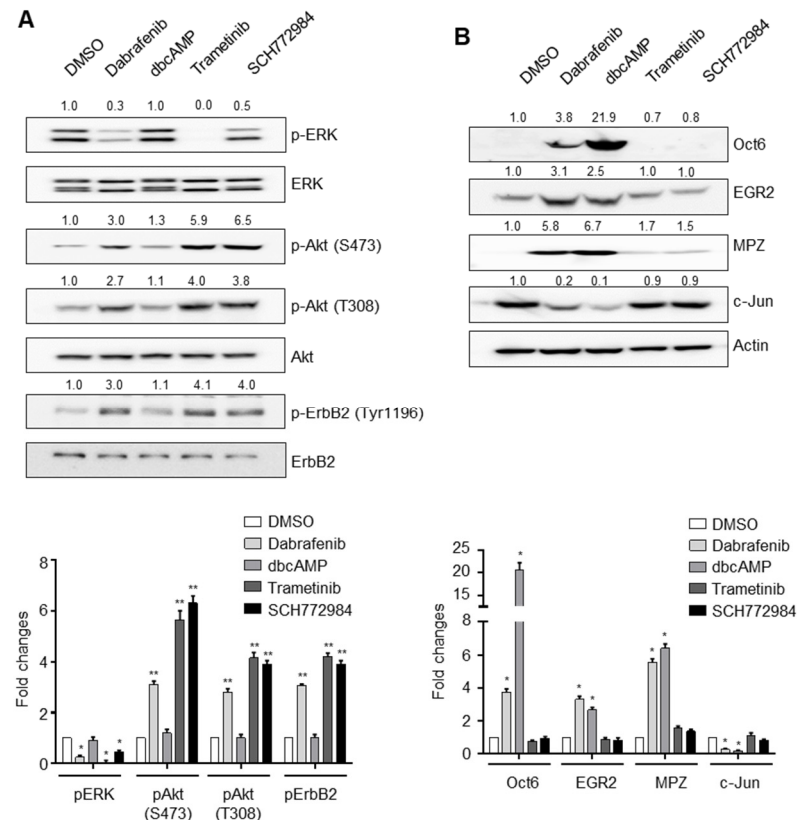 A
DMSO
Dabrafenib
dbcAMP
Trametinib
SCH772984
1.0 0.3 1.0 0.0 0.5
p-ERK
ERK
1.0 3.0 1.3 5.9 6.5
p-Akt (S473)
1.0 2.7 1.1 4.0 3.8
p-Akt (T308)
Akt
1.0 3.0 1.1 4.1 4.0
p-ErbB2 (Tyr1196)
ErbB2
DMSO
Dabrafenib
dbcAMP
Trametinib
SCH772984
Fold changes
8
6
4
2
0
* * *
** ** **
** ** **
** ** **
pERK
pAkt
(S473)
pAkt
(T308)
pErbB2
B
DMSO
Dabrafenib
dbcAMP
Trametinib
SCH772984
1.0 3.8 21.9 0.7 0.8
Oct6
1.0 3.1 2.5 1.0 1.0
EGR2
1.0 5.8 6.7 1.7 1.5
MPZ
1.0 0.2 0.1 0.9 0.9
c-Jun
Actin
DMSO
Dabrafenib
dbcAMP
Trametinib
SCH772984
Fold changes
25
20
15
8
6
4
2
0
* *
* *
* *
* *
Oct6 EGR2 MPZ c-Jun